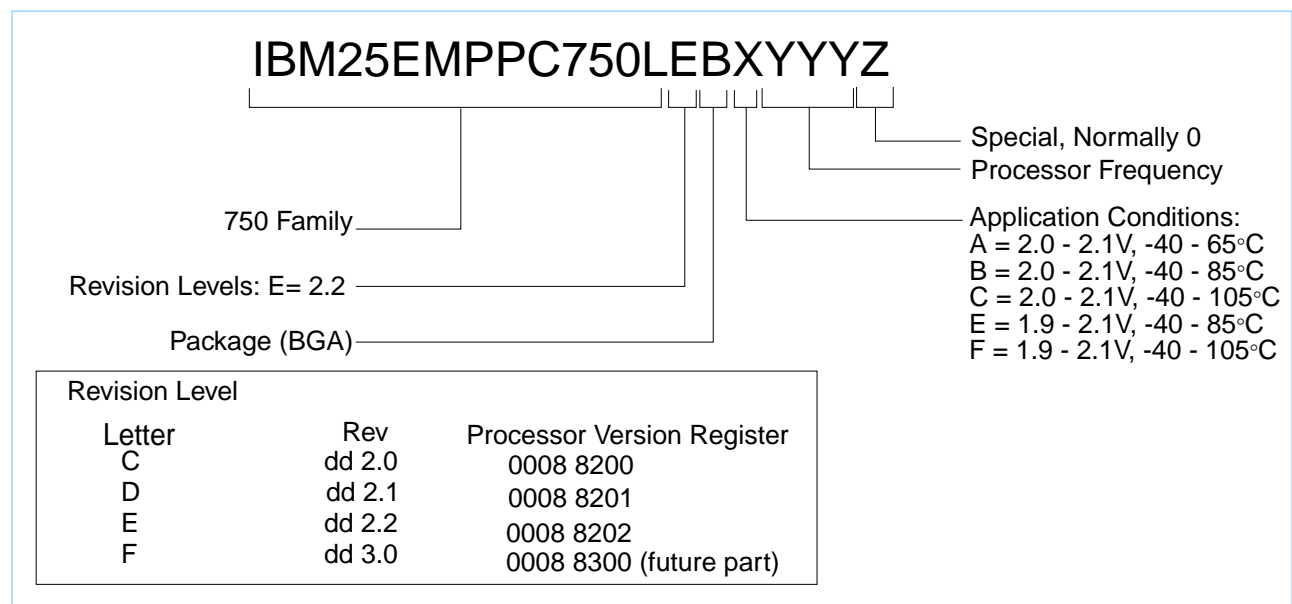 IBM25EMPPC750LEBXYYYZ
Special, Normally 0
Processor Frequency
750 Family
Application Conditions:
A = 2.0 - 2.1V, -40 - 65°C
B = 2.0 - 2.1V, -40 - 85°C
C = 2.0 - 2.1V, -40 - 105°C
E = 1.9 - 2.1V, -40 - 85°C
F = 1.9 - 2.1V, -40 - 105°C
Revision Levels: E= 2.2
Package (BGA)
Revision Level
Letter Rev Processor Version Register
C dd 2.0 0008 8200
D dd 2.1 0008 8201
E dd 2.2 0008 8202
F dd 3.0 0008 8300 (future part)